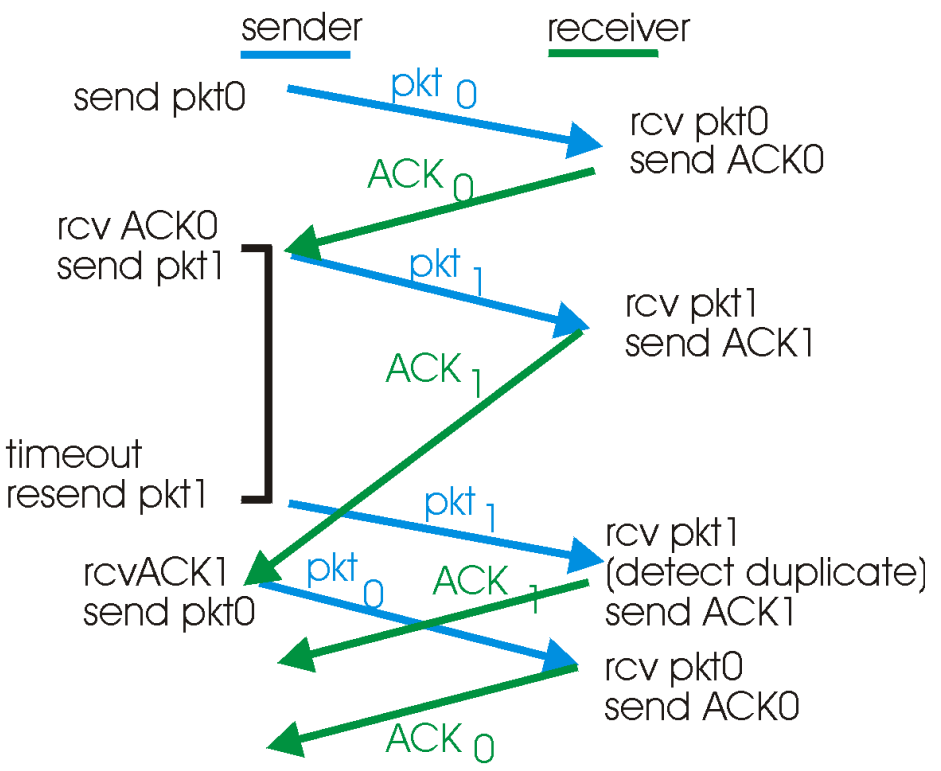 sender
receiver
send pkt0
pkt 0
rcv pkt0
send ACK0
ACK 0
rcv ACK0
send pkt1
pkt 1
rcv pkt1
send ACK1
ACK 1
timeout
resend pkt1
pkt 1
rcv pkt1
(detect duplicate)
send ACK1
rcvACK1
send pkt0
pkt 0
ACK 1
rcv pkt0
send ACK0
ACK 0